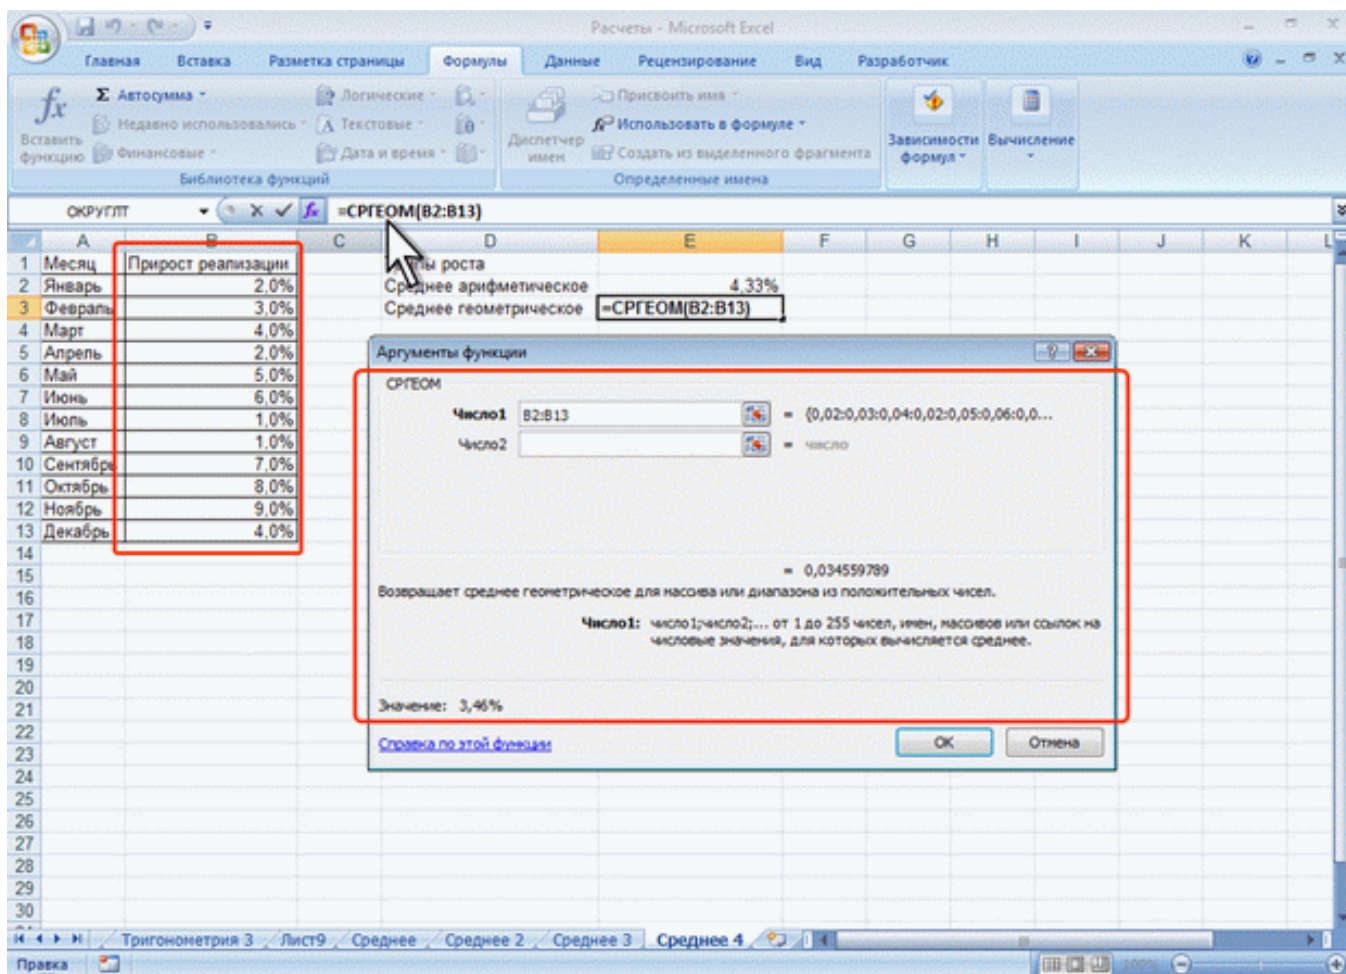 Расчеты - Microsoft Excel
Главная Вставка Разметка страницы Формулы Данные Рецензирование Вид Разработчик
fx Σ Автосумма Логические Присвоить имя
Недавно использовались Текстовые Использовать в формуле
Вставить функцию Финансовые Дата и время Диспетчер имен Создать из выделенного фрагмента Зависимости формул Вычисление
Библиотека функций Определенные имена
ОКРУГЛТ fx =СРГЕОМ(B2:B13)
A B C D E F G H I J K L
1 Месяц Прирост реализации роста
2 Январь 2,0% Среднее арифметическое 4,33%
3 Февраль 3,0% Среднее геометрическое =СРГЕОМ(B2:B13)
4 Март 4,0%
5 Апрель 2,0%
6 Май 5,0%
7 Июнь 6,0%
8 Июль 1,0%
9 Август 1,0%
10 Сентябрь 7,0%
11 Октябрь 8,0%
12 Ноябрь 9,0%
13 Декабрь 4,0%
14
15
16
17
18
19
20
21
22
23
24
25
26
27
28
29
30
Аргументы функции
СРГЕОМ
Число1 B2:B13 = {0,02:0,03:0,04:0,02:0,05:0,06:0,0...
Число2 = число
= 0,034559789
Возвращает среднее геометрическое для массива или диапазона из положительных чисел.
Число1: число1;число2;... от 1 до 255 чисел, имен, массивов или ссылок на
числовые значения, для которых вычисляется среднее.
Значение: 3,46%
Справка по этой функции OK Отмена
Тригонометрия 3 Лист9 Среднее Среднее 2 Среднее 3 Среднее 4
Правка 100%